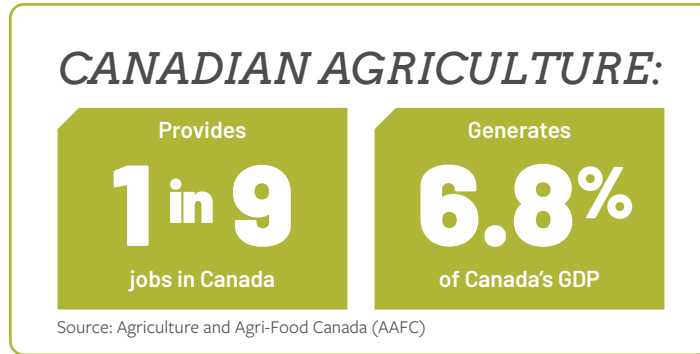 CANADIAN AGRICULTURE:
Provides
1 in 9
jobs in Canada
Generates
6.8%
of Canada’s GDP
Source: Agriculture and Agri-Food Canada (AAFC)